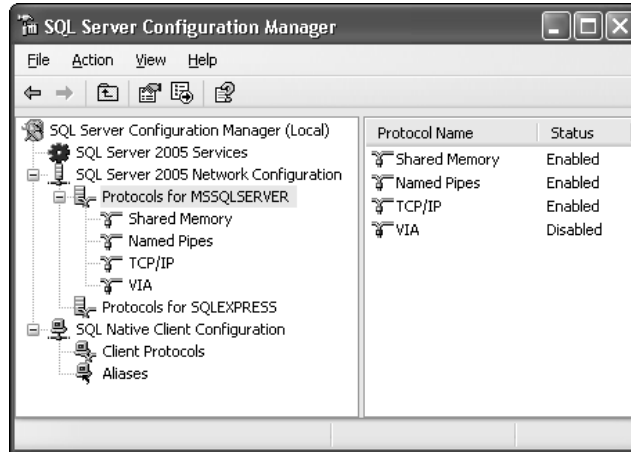 SQL Server Configuration Manager
File Action View Help
SQL Server Configuration Manager (Local)
SQL Server 2005 Services
SQL Server 2005 Network Configuration
Protocols for MSSQLSERVER
Shared Memory
Named Pipes
TCP/IP
VIA
Protocols for SQLEXPRESS
SQL Native Client Configuration
Client Protocols
Aliases
Protocol Name Status
Shared Memory Enabled
Named Pipes Enabled
TCP/IP Enabled
VIA Disabled